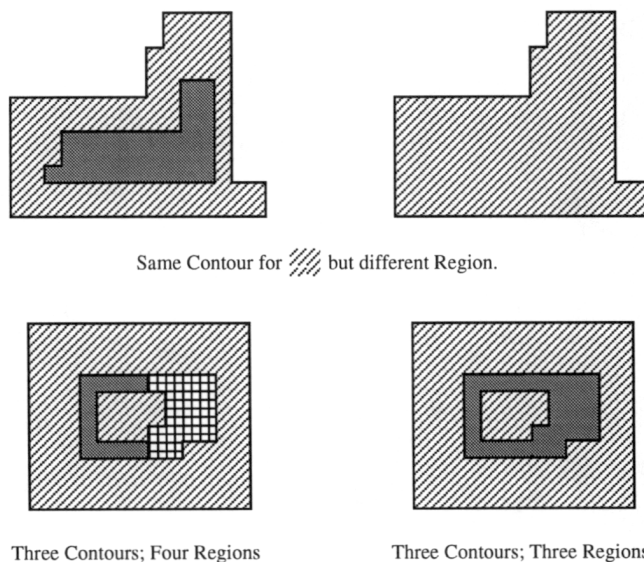 Same Contour for but different Region.
Three Contours; Four Regions
Three Contours; Three Regions